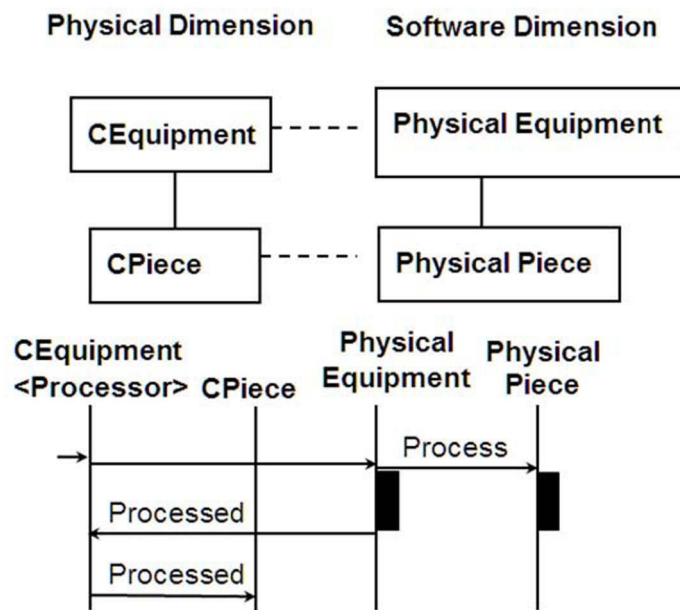 Physical Dimension
Software Dimension
CEquipment
Physical Equipment
CPiece
Physical Piece
CEquipment
<Processor>
CPiece
Physical
Equipment
Physical
Piece
Process
Processed
Processed